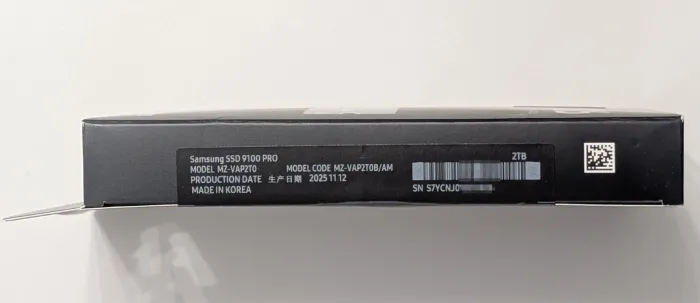 Samsung SSD 9100 PRO
2TB
MODEL MZ-VAP2T0 MODEL CODE MZ-VAP2T0B/AM
PRODUCTION DATE 生产日期 2025 11 12
MADE IN KOREA
SN S7YCNJ0